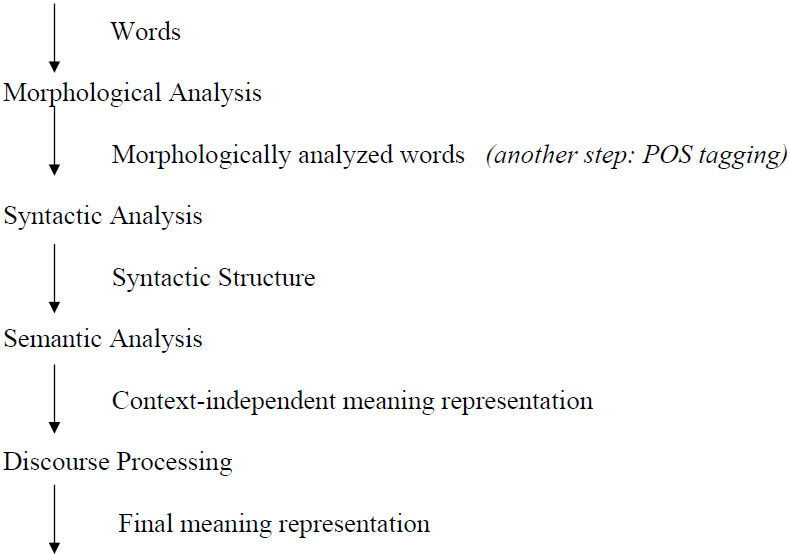 Words
Morphological Analysis
Morphologically analyzed words (another step: POS tagging)
Syntactic Analysis
Syntactic Structure
Semantic Analysis
Context-independent meaning representation
Discourse Processing
Final meaning representation